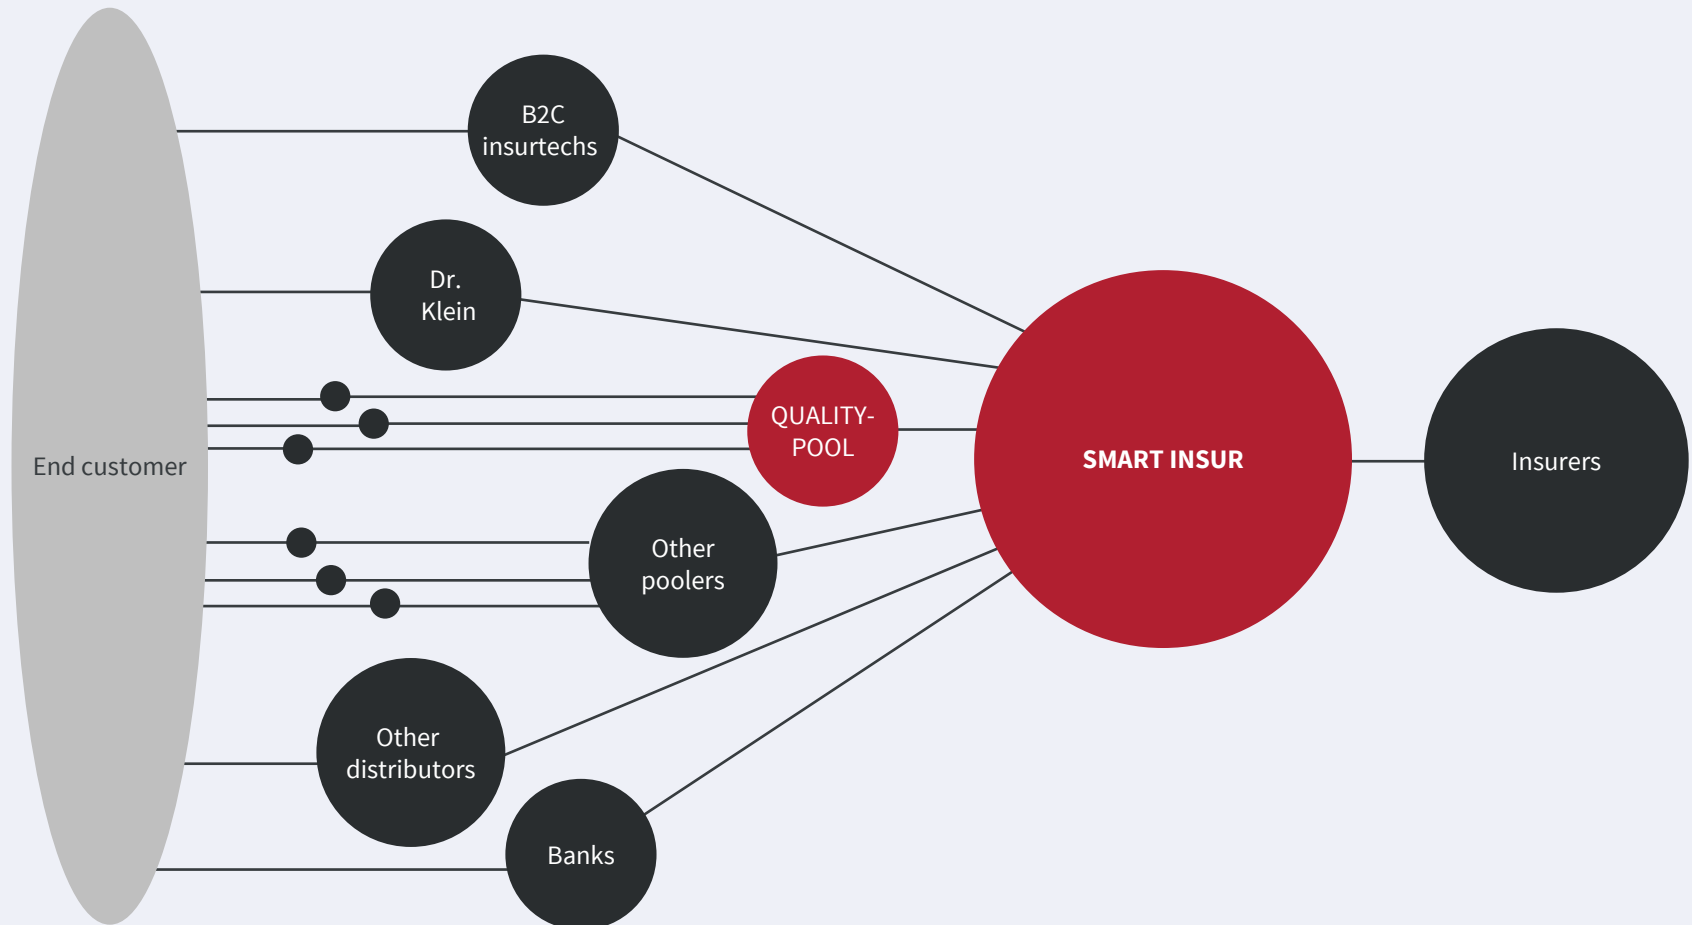 B2C
insurtechs
Dr.
Klein
QUALITY-
POOL
End customer
SMART INSUR
Insurers
Other
poolers
Other
distributors
Banks